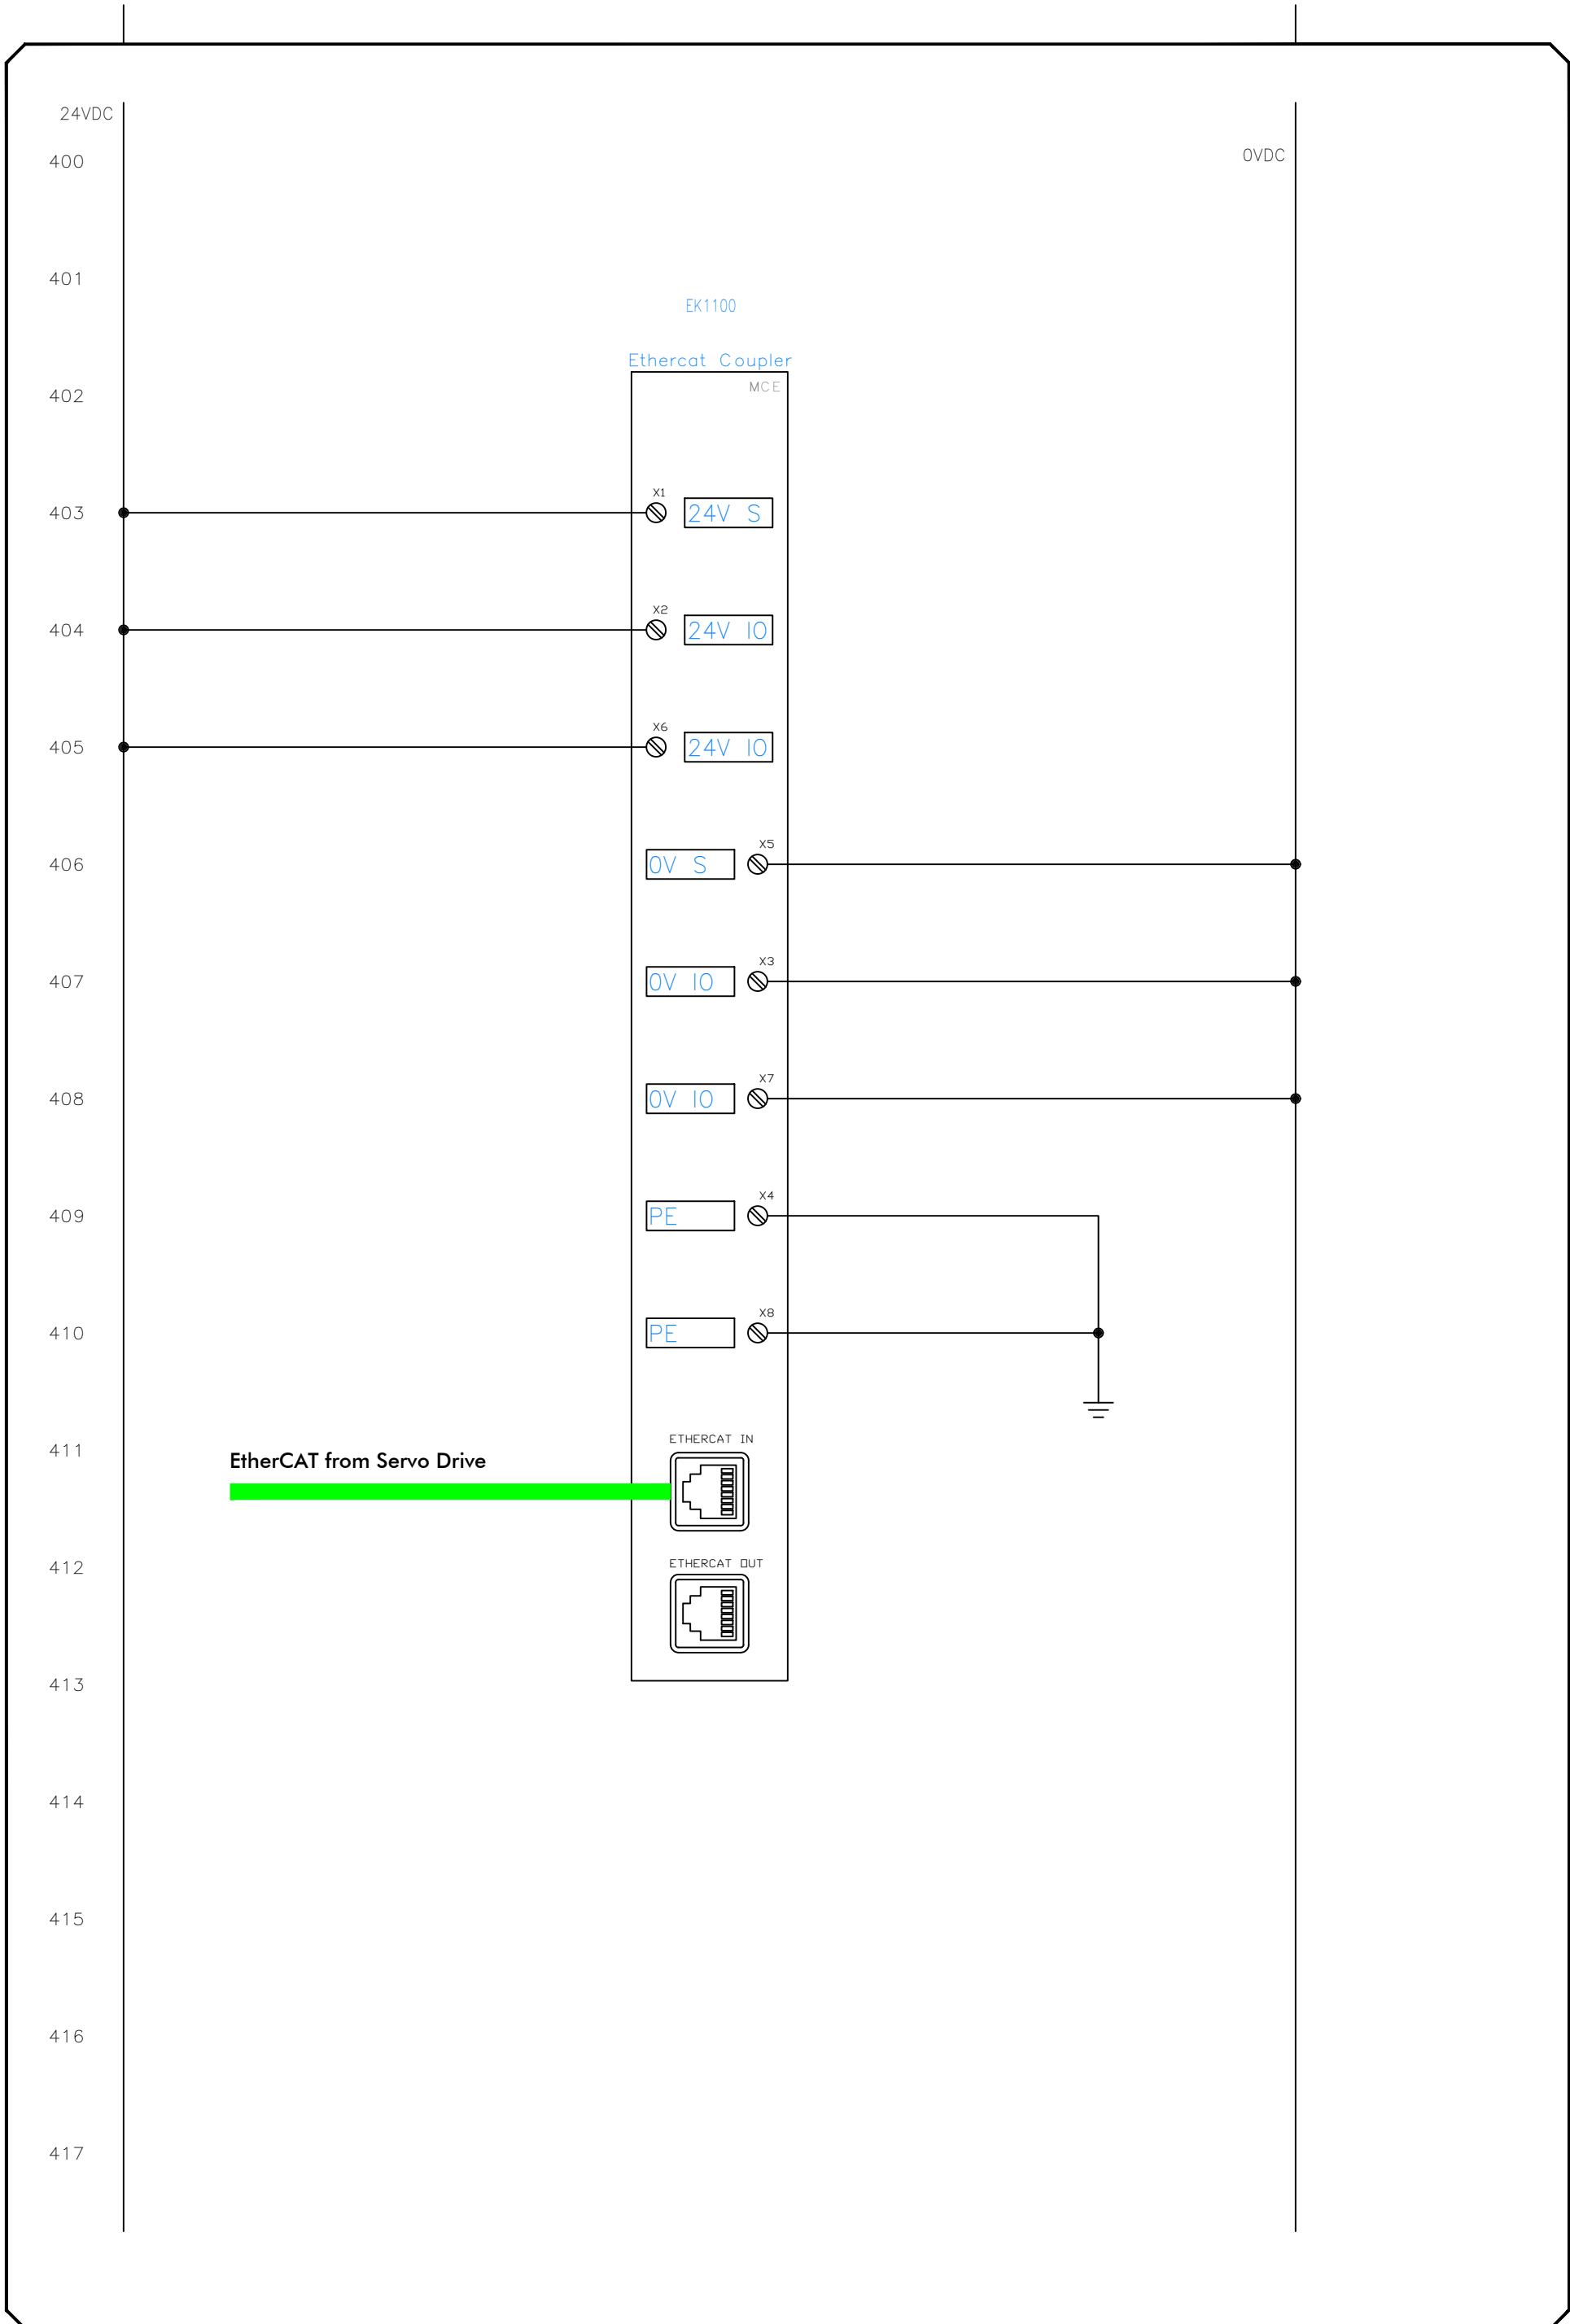 24VDC
400
0VDC
401
EK1100
Ethercat Coupler
MCE
402
X1
403
24V S
X2
404
24V IO
X6
405
24V IO
X5
406
0V S
X3
407
0V IO
X7
408
0V IO
X4
409
PE
X8
410
PE
ETHERCAT IN
411
EtherCAT from Servo Drive
ETHERCAT OUT
412
413
414
415
416
417